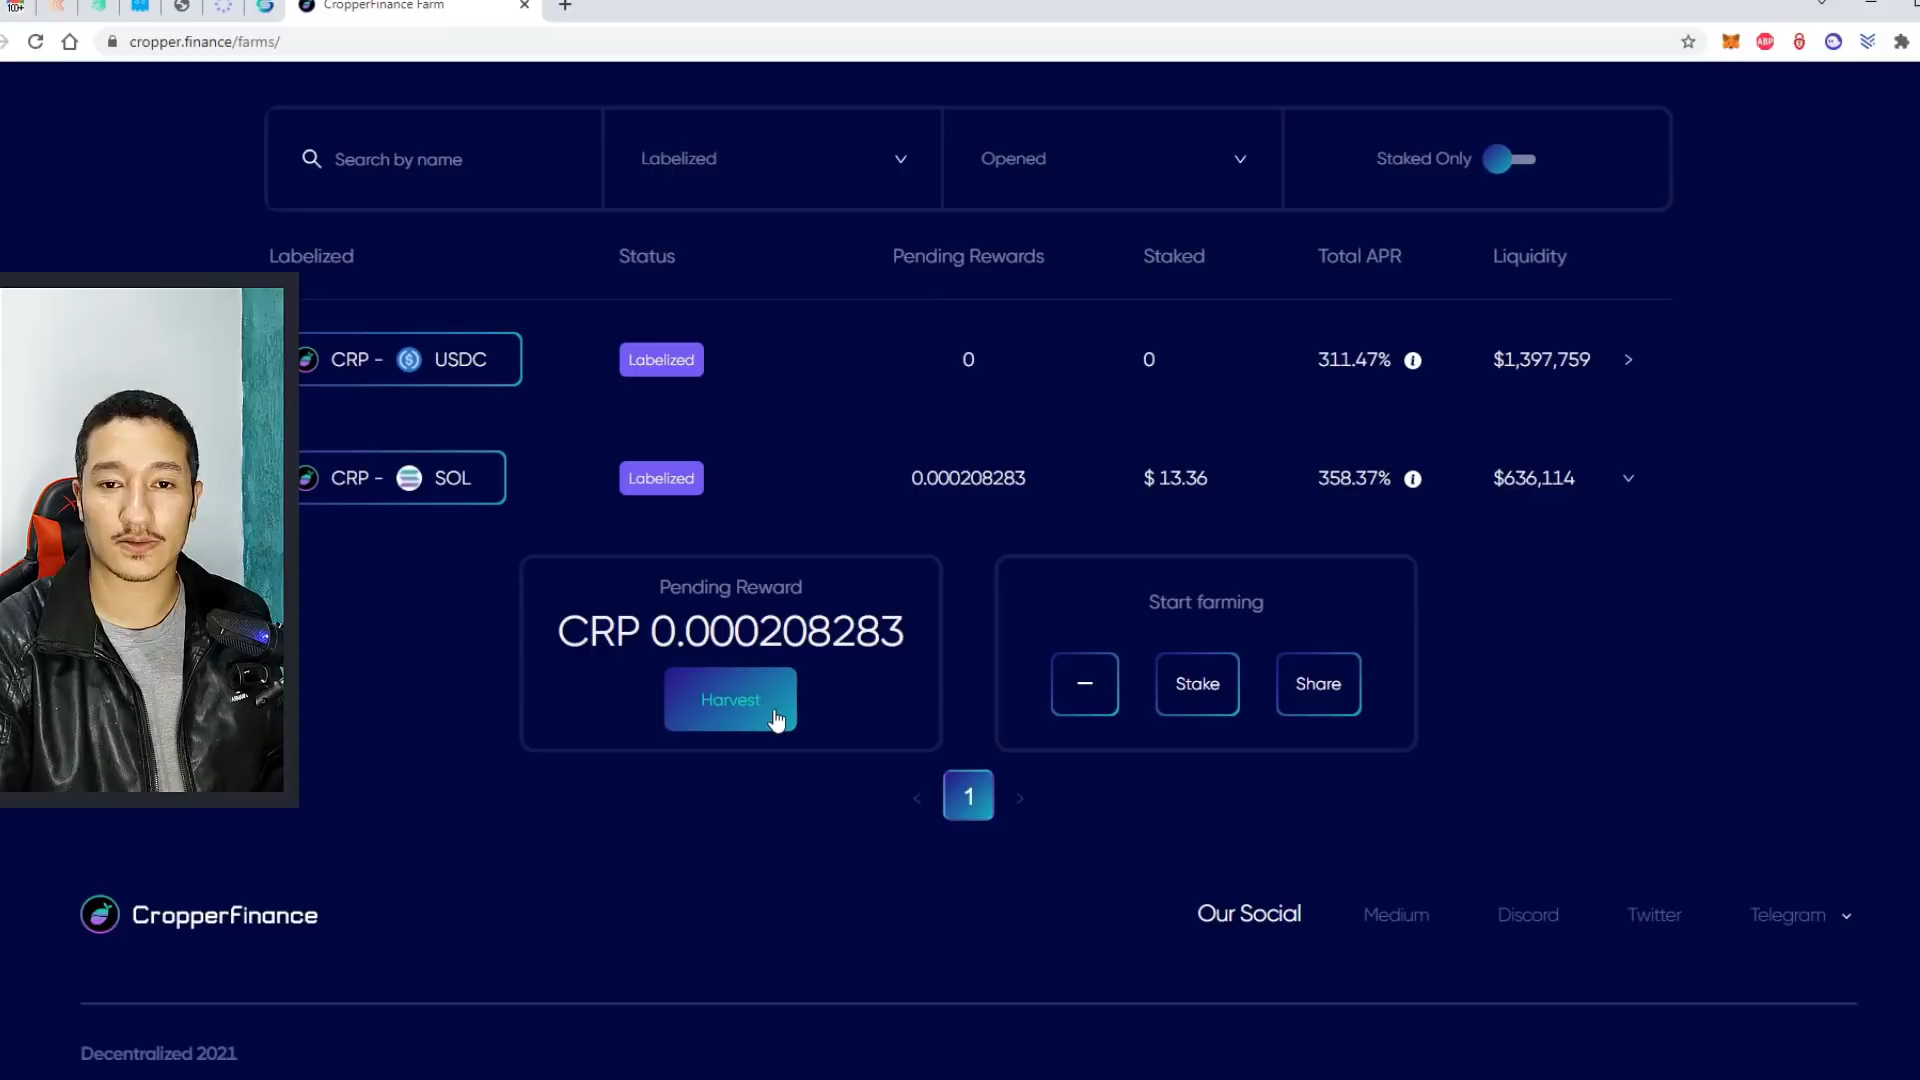 100+
CropperFinance Farm
cropper.finance/farms/
ABP
Search by name
Labelized
Opened
Staked Only
Labelized Status Pending Rewards Staked Total APR Liquidity
CRP - USDC Labelized 0 0 311.47% $1,397,759
CRP - SOL Labelized 0.000208283 $ 13.36 358.37% $636,114
Pending Reward
CRP 0.000208283
Harvest
Start farming
Stake
Share
1
CropperFinance
Our Social Medium Discord Twitter Telegram
Decentralized 2021